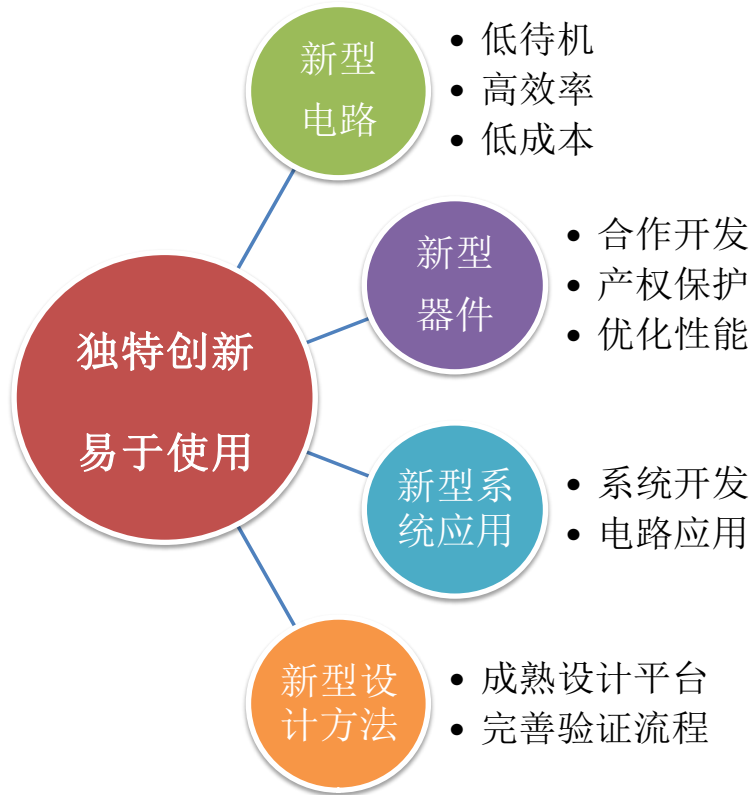 新型
电路
• 低待机
• 高效率
• 低成本
新型
器件
• 合作开发
• 产权保护
• 优化性能
独特创新
易于使用
新型系
统应用
• 系统开发
• 电路应用
新型设
计方法
• 成熟设计平台
• 完善验证流程